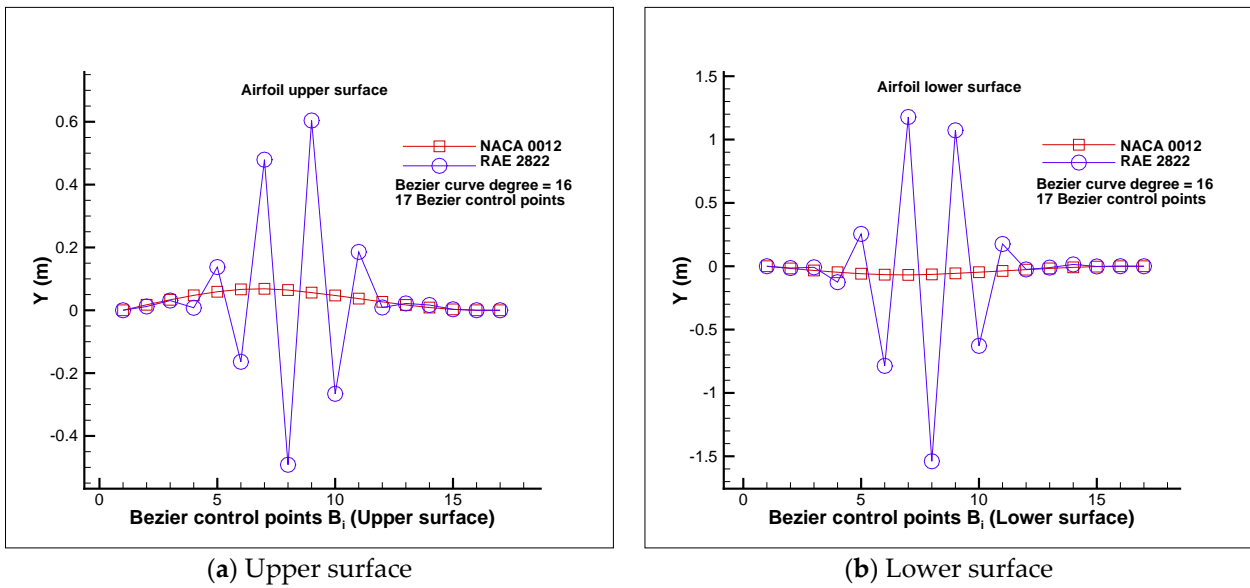 Airfoil upper surface
NACA 0012
RAE 2822
Bezier curve degree = 16
17 Bezier control points
Y (m)
0.6
0.4
0.2
0
-0.2
-0.4
0
5
10
15
Bezier control points Bi (Upper surface)
(a) Upper surface
Airfoil lower surface
NACA 0012
RAE 2822
Bezier curve degree = 16
17 Bezier control points
Y (m)
1.5
1
0.5
0
-0.5
-1
-1.5
0
5
10
15
Bezier control points Bi (Lower surface)
(b) Lower surface